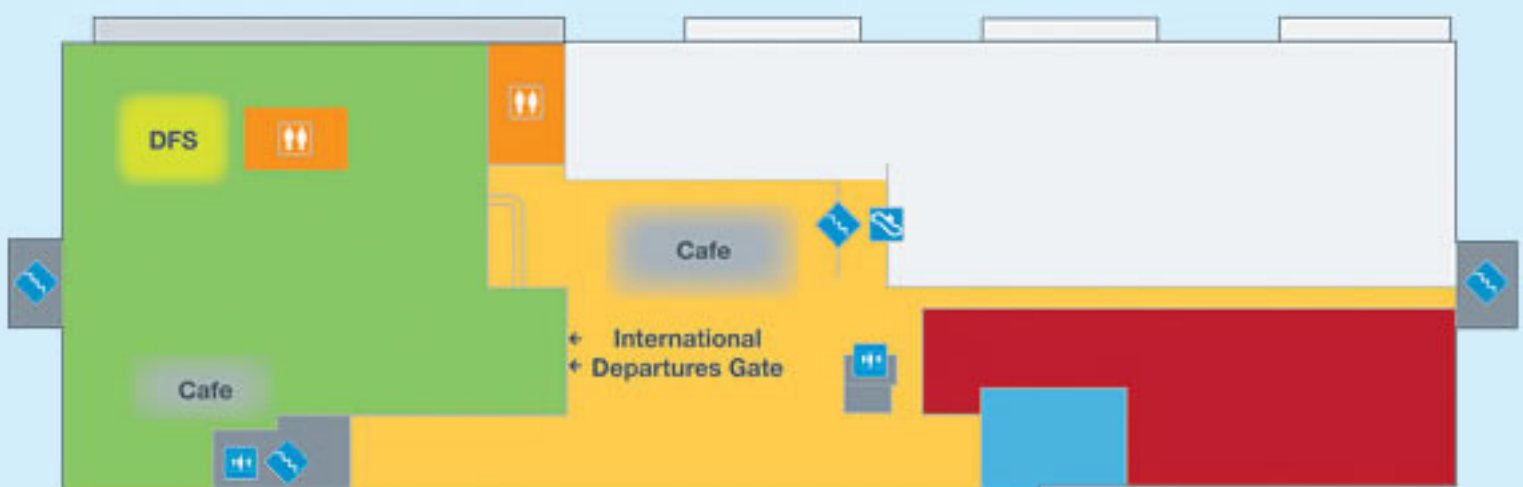 DFS
Cafe
← International
← Departures Gate
Cafe